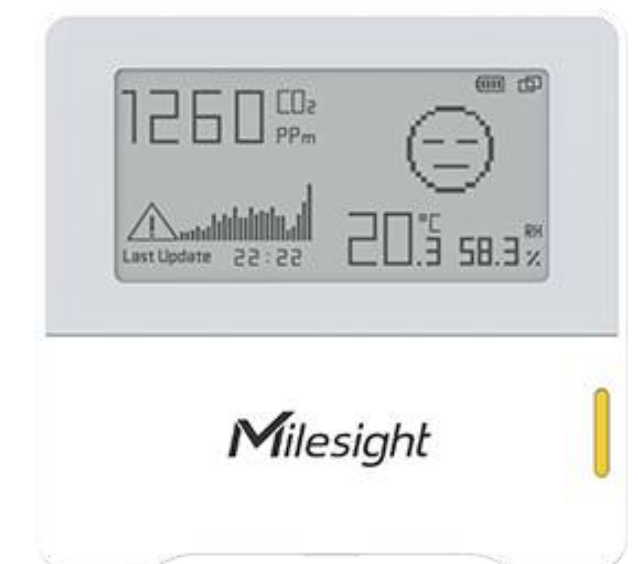 1260 CO₂
PPm
Last Update 22:22
20.3 °C 58.3 RH %
Milesight